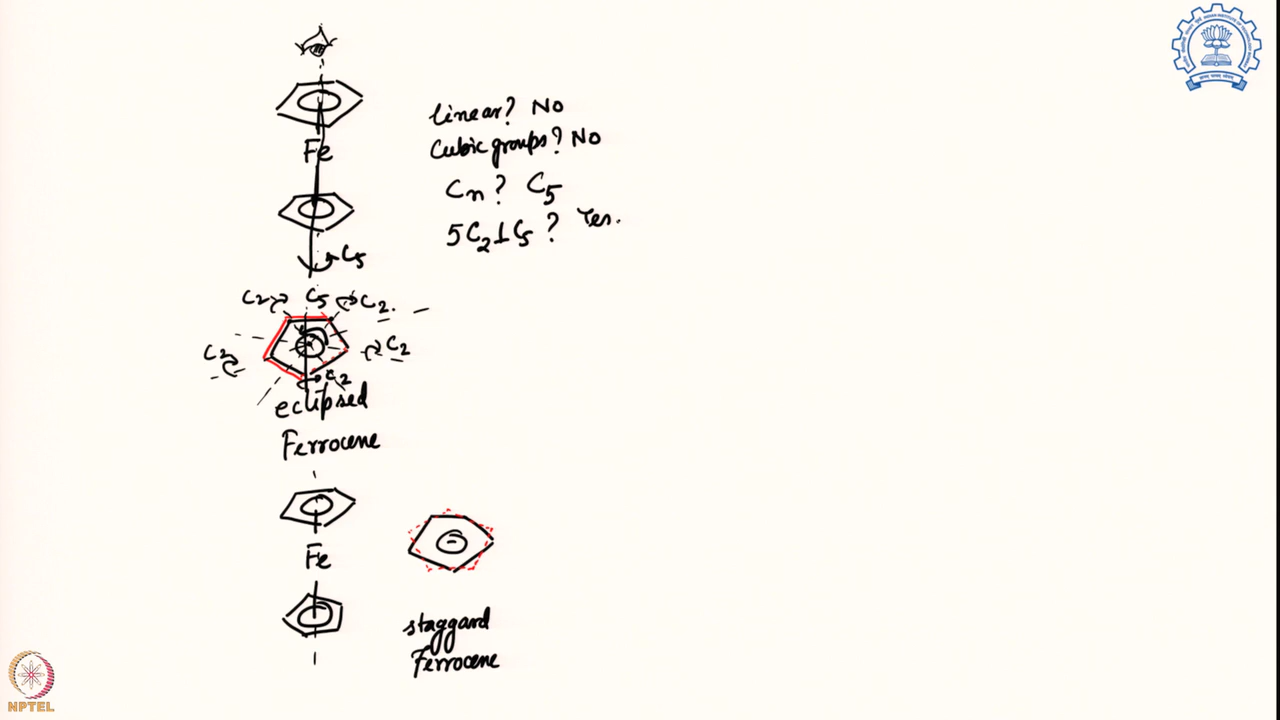 Fe
linear? No
Cubic groups? No
Cn? C5
5C2⊥C5? Yes.
C5
C2 C5 C2.
C2 C2
C2
eclipsed
Ferrocene
Fe
staggard
Ferrocene
NPTEL